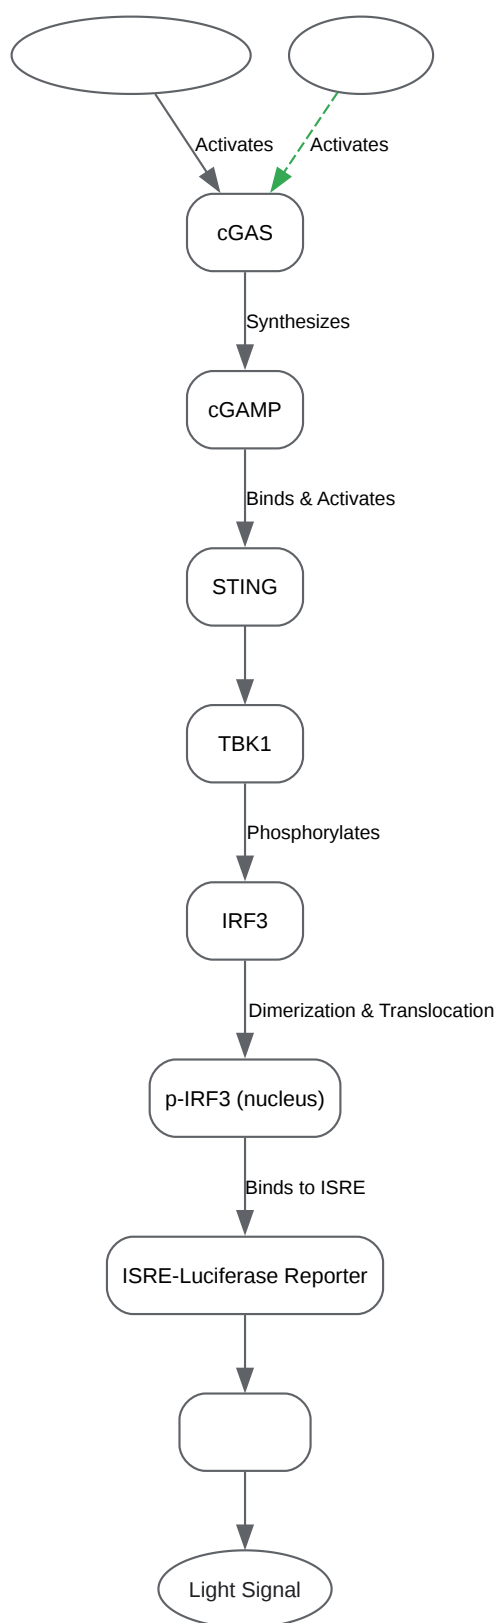 Activates
Activates
cGAS
Synthesizes
cGAMP
Binds & Activates
STING
TBK1
Phosphorylates
IRF3
Dimerization & Translocation
p-IRF3 (nucleus)
Binds to ISRE
ISRE-Luciferase Reporter
Light Signal